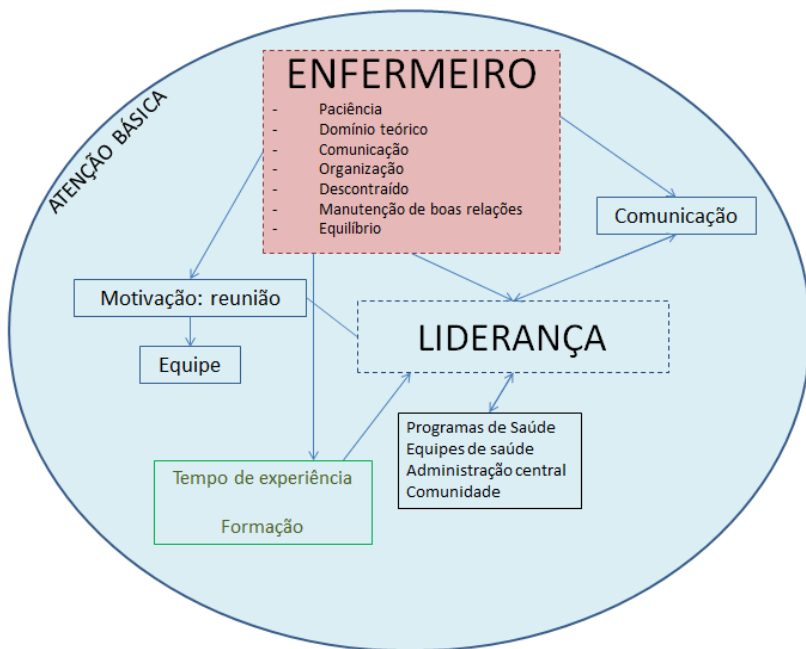 ATENÇÃO BÁSICA
ENFERMEIRO
- Paciência
- Domínio teórico
- Comunicação
- Organização
- Descontraído
- Manutenção de boas relações
- Equilíbrio
Comunicação
Motivação: reunião
Equipe
LIDERANÇA
Programas de Saúde
Equipes de saúde
Administração central
Comunidade
Tempo de experiência
Formação